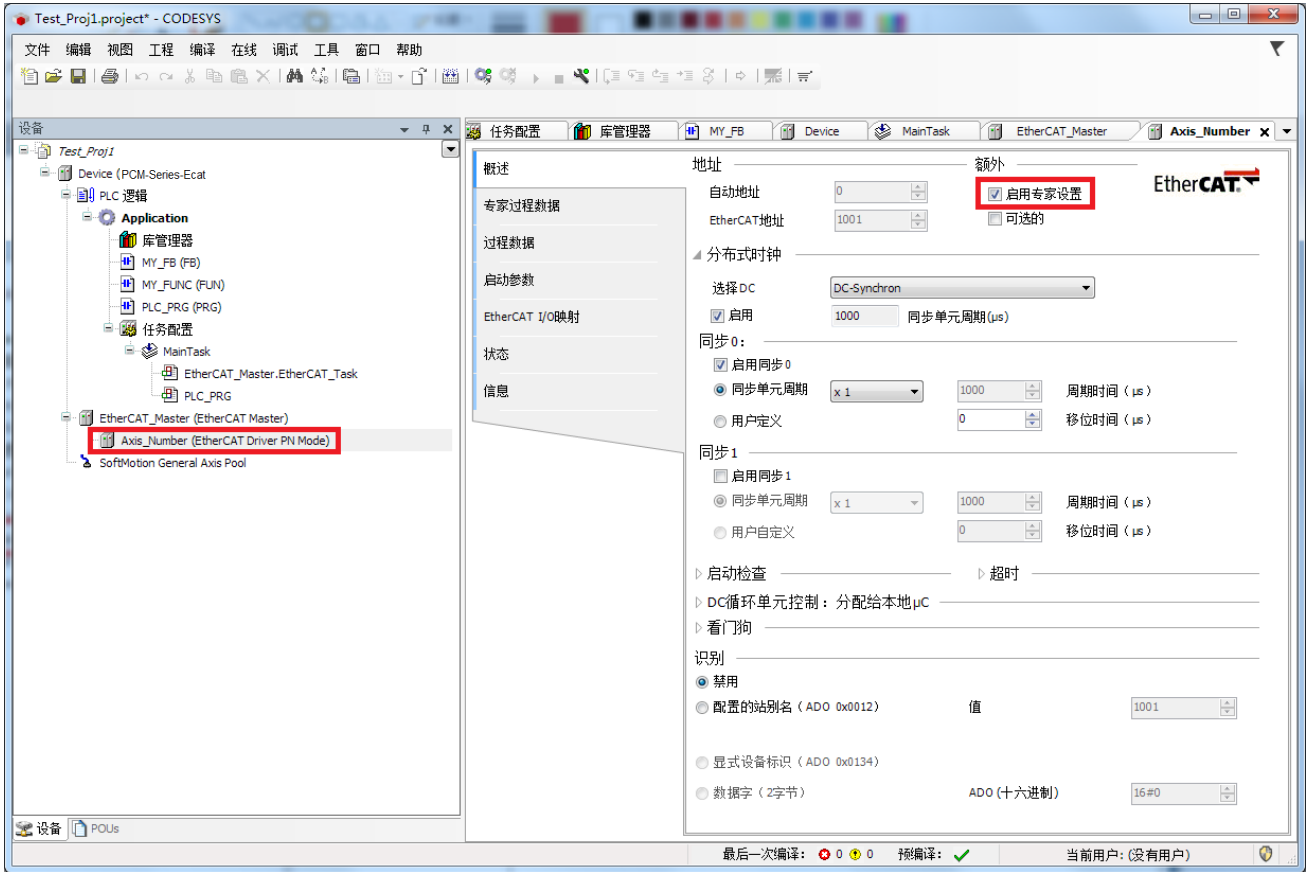 Test_Proj1.project* - CODESYS
文件 编辑 视图 工程 编译 在线 调试 工具 窗口 帮助
设备
Test_Proj1
Device (PCM-Series-Ecat
PLC 逻辑
Application
库管理器
MY_FB (FB)
MY_FUNC (FUN)
PLC_PRG (PRG)
任务配置
MainTask
EtherCAT_Master.EtherCAT_Task
PLC_PRG
EtherCAT_Master (EtherCAT Master)
Axis_Number (EtherCAT Driver PN Mode)
SoftMotion General Axis Pool
设备 POUs
任务配置 库管理器 MY_FB Device MainTask EtherCAT_Master Axis_Number
概述
专家过程数据
过程数据
启动参数
EtherCAT I/O映射
状态
信息
地址 额外
EtherCAT.
自动地址 0 启用专家设置
EtherCAT地址 1001 可选的
分布式时钟
选择DC DC-Synchron
启用 1000 同步单元周期(μs)
同步0:
启用同步0
同步单元周期 x 1 1000 周期时间（μs）
用户定义 0 移位时间（μs）
同步1
启用同步1
同步单元周期 x 1 1000 周期时间（μs）
用户自定义 0 移位时间（μs）
启动检查 超时
DC循环单元控制：分配给本地μC
看门狗
识别
禁用
配置的站别名（ADO 0x0012） 值 1001
显式设备标识（ADO 0x0134）
数据字（2字节） ADO (十六进制) 16#0
最后一次编译: 0 0 预编译: 当前用户: (没有用户)